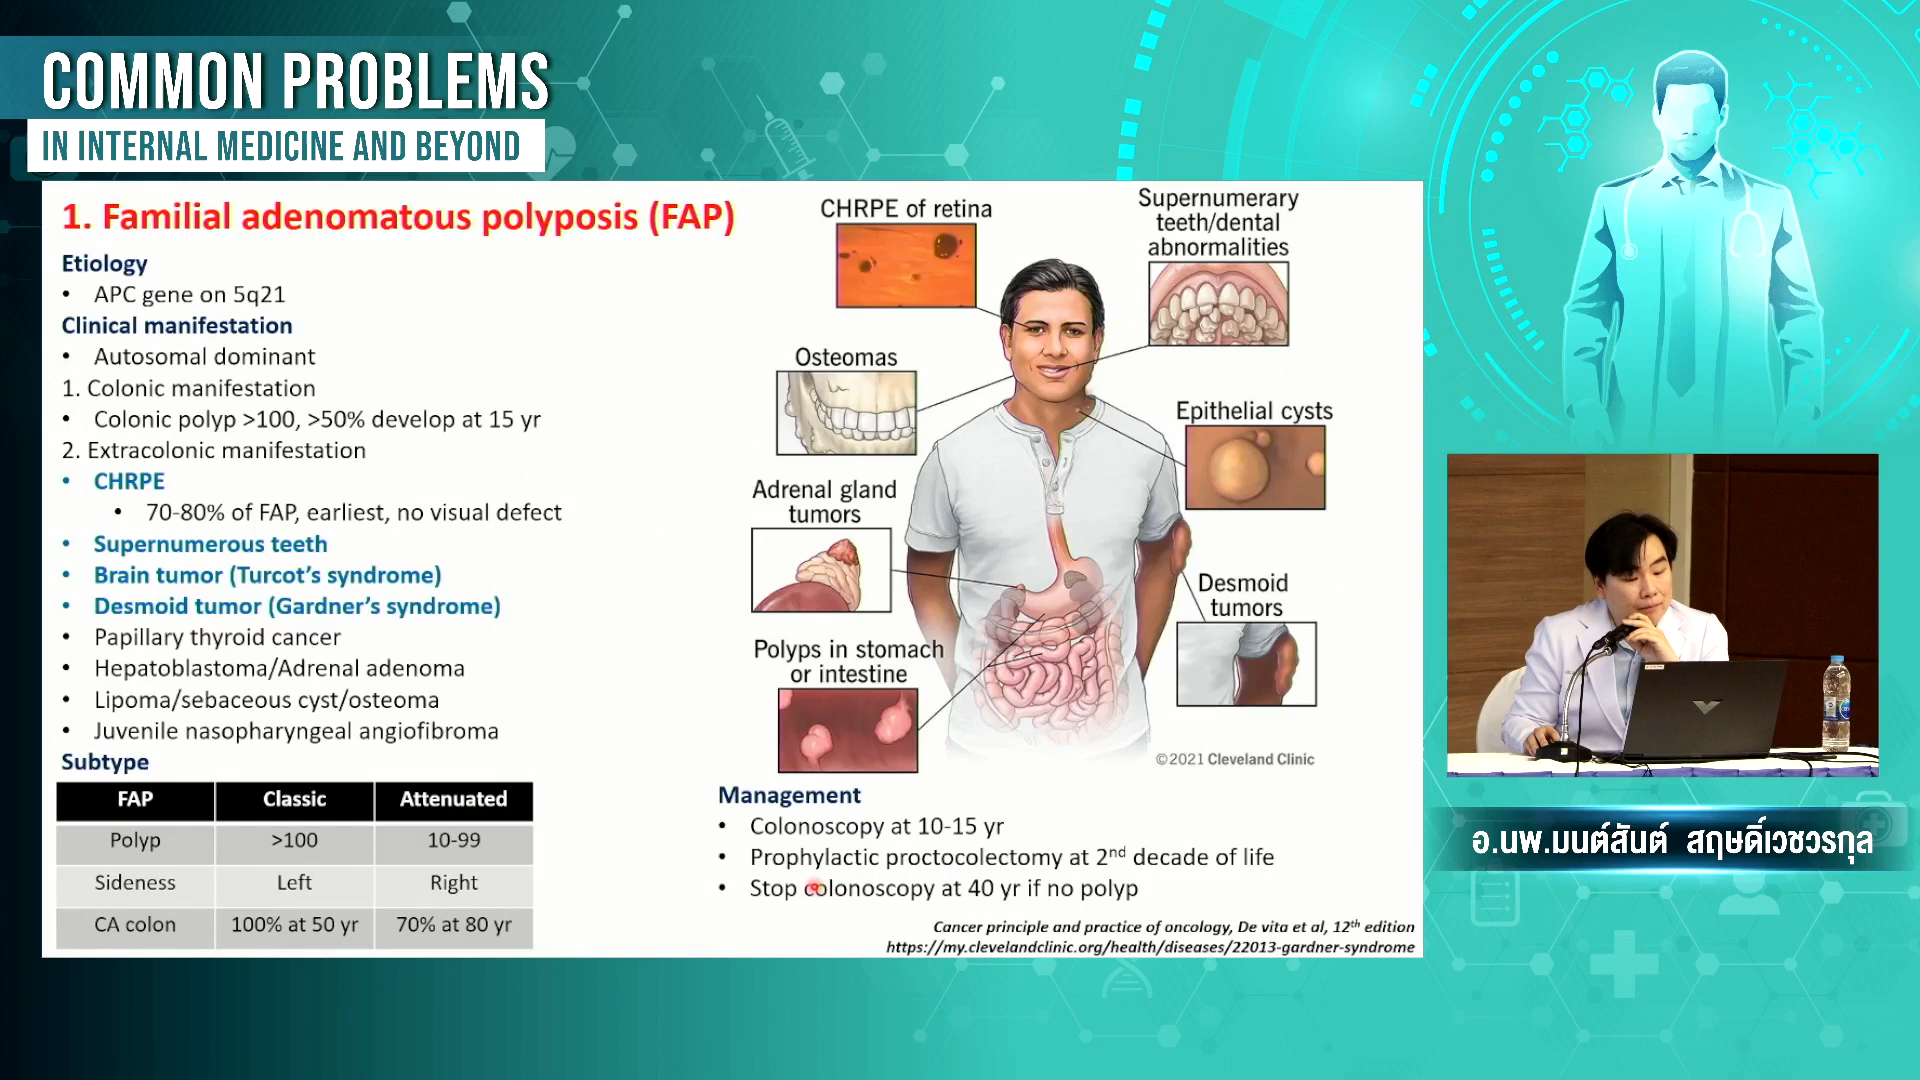 COMMON PROBLEMS
IN INTERNAL MEDICINE AND BEYOND
1. Familial adenomatous polyposis (FAP)
Etiology
• APC gene on 5q21
Clinical manifestation
• Autosomal dominant
1. Colonic manifestation
• Colonic polyp >100, >50% develop at 15 yr
2. Extracolonic manifestation
• CHRPE
• 70-80% of FAP, earliest, no visual defect
• Supernumerous teeth
• Brain tumor (Turcot's syndrome)
• Desmoid tumor (Gardner's syndrome)
• Papillary thyroid cancer
• Hepatoblastoma/Adrenal adenoma
• Lipoma/sebaceous cyst/osteoma
• Juvenile nasopharyngeal angiofibroma
Subtype
FAP Classic Attenuated
Polyp >100 10-99
Sideness Left Right
CA colon 100% at 50 yr 70% at 80 yr
CHRPE of retina
Supernumerary
teeth/dental
abnormalities
Osteomas
Epithelial cysts
Adrenal gland
tumors
Desmoid
tumors
Polyps in stomach
or intestine
©2021 Cleveland Clinic
Management
• Colonoscopy at 10-15 yr
• Prophylactic proctocolectomy at 2nd decade of life
• Stop colonoscopy at 40 yr if no polyp
Cancer principle and practice of oncology, De vita et al, 12th edition
https://my.clevelandclinic.org/health/diseases/22013-gardner-syndrome
อ.นพ.มนต์สันต์ สฤษดิ์เวชวรกุล